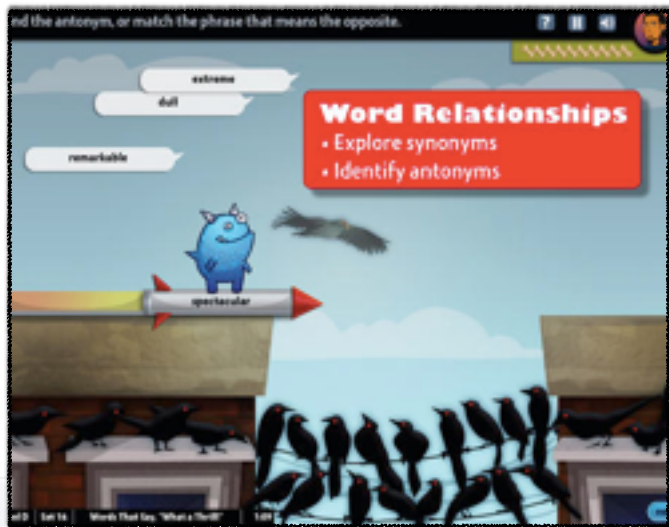 nd the antonym, or match the phrase that means the opposite.
?
extreme
dull
Word Relationships
• Explore synonyms
remarkable
• Identify antonyms
spectacular
of D Set 16 Words That Say, "What a Thrill!"